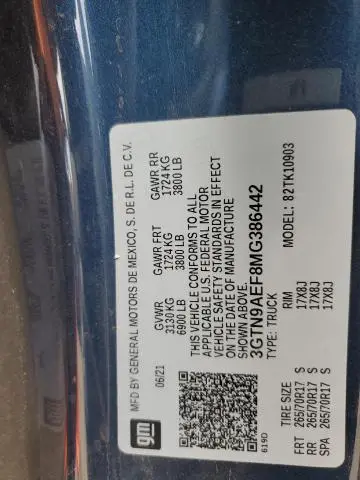 gm
MFD BY GENERAL MOTORS DE MEXICO, S. DE R.L. DE C.V.
06/21
GVWR GAWR FRT GAWR RR
3130 KG 1724 KG 1724 KG
6900 LB 3800 LB 3800 LB
THIS VEHICLE CONFORMS TO ALL
APPLICABLE U.S. FEDERAL MOTOR
VEHICLE SAFETY STANDARDS IN EFFECT
ON THE DATE OF MANUFACTURE
SHOWN ABOVE.
3GTN9AEF8MG386442
TYPE: TRUCK MODEL: 82TK10903
619D
TIRE SIZE RIM
FRT 265/70R17 S 17X8J
RR 265/70R17 S 17X8J
SPA 265/70R17 S 17X8J